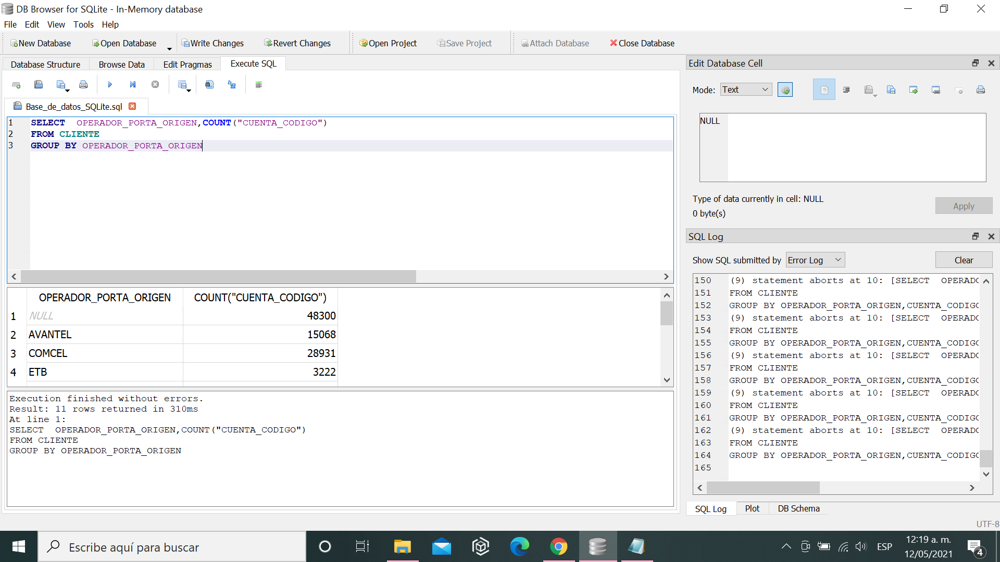 DB Browser for SQLite - In-Memory database
File Edit View Tools Help
New Database Open Database Write Changes Revert Changes Open Project Save Project Attach Database Close Database
Database Structure Browse Data Edit Pragmas Execute SQL
Base_de_datos_SQLite.sql
1 SELECT  OPERADOR_PORTA_ORIGEN,COUNT("CUENTA_CODIGO")
2 FROM CLIENTE
3 GROUP BY OPERADOR_PORTA_ORIGEN
OPERADOR_PORTA_ORIGEN COUNT("CUENTA_CODIGO")
1 NULL 48300
2 AVANTEL 15068
3 COMCEL 28931
4 ETB 3222
Execution finished without errors.
Result: 11 rows returned in 310ms
At line 1:
SELECT  OPERADOR_PORTA_ORIGEN,COUNT("CUENTA_CODIGO")
FROM CLIENTE
GROUP BY OPERADOR_PORTA_ORIGEN
Edit Database Cell
Mode: Text
NULL
Type of data currently in cell: NULL
0 byte(s)
Apply
SQL Log
Show SQL submitted by Error Log Clear
150 (9) statement aborts at 10: [SELECT  OPERADO
151 FROM CLIENTE
152 GROUP BY OPERADOR_PORTA_ORIGEN,CUENTA_CODIGO
153 (9) statement aborts at 10: [SELECT  OPERADO
154 FROM CLIENTE
155 GROUP BY OPERADOR_PORTA_ORIGEN,CUENTA_CODIGO
156 (9) statement aborts at 10: [SELECT  OPERADO
157 FROM CLIENTE
158 GROUP BY OPERADOR_PORTA_ORIGEN,CUENTA_CODIGO
159 (9) statement aborts at 10: [SELECT  OPERADO
160 FROM CLIENTE
161 GROUP BY OPERADOR_PORTA_ORIGEN,CUENTA_CODIGO
162 (9) statement aborts at 10: [SELECT  OPERADO
163 FROM CLIENTE
164 GROUP BY OPERADOR_PORTA_ORIGEN,CUENTA_CODIGO
165
SQL Log Plot DB Schema
UTF-8
Escribe aquí para buscar
ESP
12:19 a. m.
12/05/2021
4